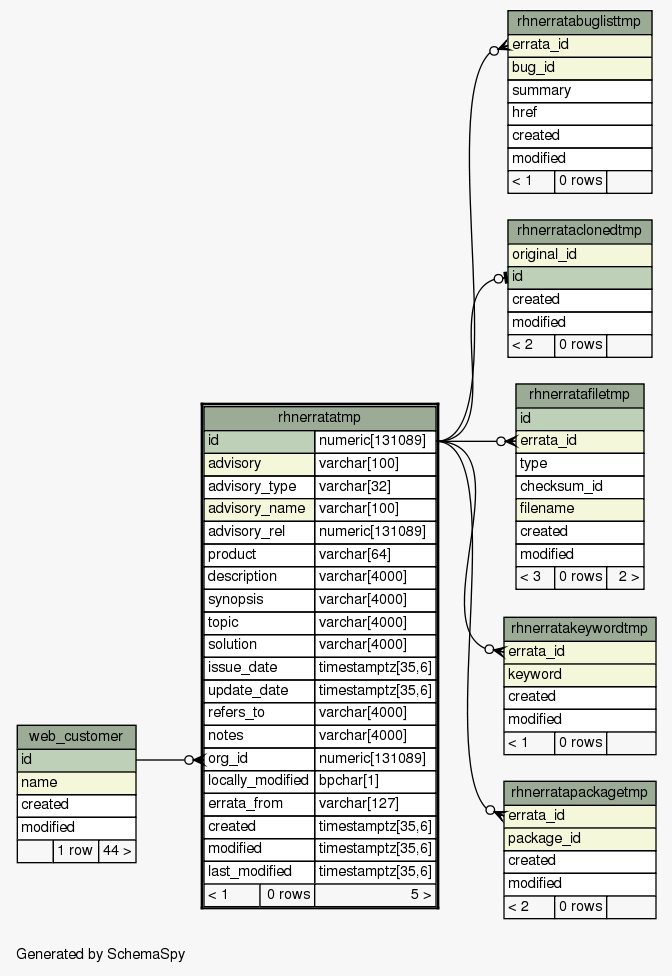 rhnerratabuglisttmp
errata_id
bug_id
summary
href
created
modified
< 1 0 rows
rhnerrataclonedtmp
original_id
id
created
modified
< 2 0 rows
rhnerratafiletmp
id
errata_id
type
checksum_id
filename
created
modified
< 3 0 rows 2 >
rhnerratatmp
id numeric[131089]
advisory varchar[100]
advisory_type varchar[32]
advisory_name varchar[100]
advisory_rel numeric[131089]
product varchar[64]
description varchar[4000]
synopsis varchar[4000]
topic varchar[4000]
solution varchar[4000]
issue_date timestamptz[35,6]
update_date timestamptz[35,6]
refers_to varchar[4000]
notes varchar[4000]
org_id numeric[131089]
locally_modified bpchar[1]
errata_from varchar[127]
created timestamptz[35,6]
modified timestamptz[35,6]
last_modified timestamptz[35,6]
< 1 0 rows 5 >
rhnerratakeywordtmp
errata_id
keyword
created
modified
< 1 0 rows
web_customer
id
name
created
modified
1 row 44 >
rhnerratapackagetmp
errata_id
package_id
created
modified
< 2 0 rows
Generated by SchemaSpy